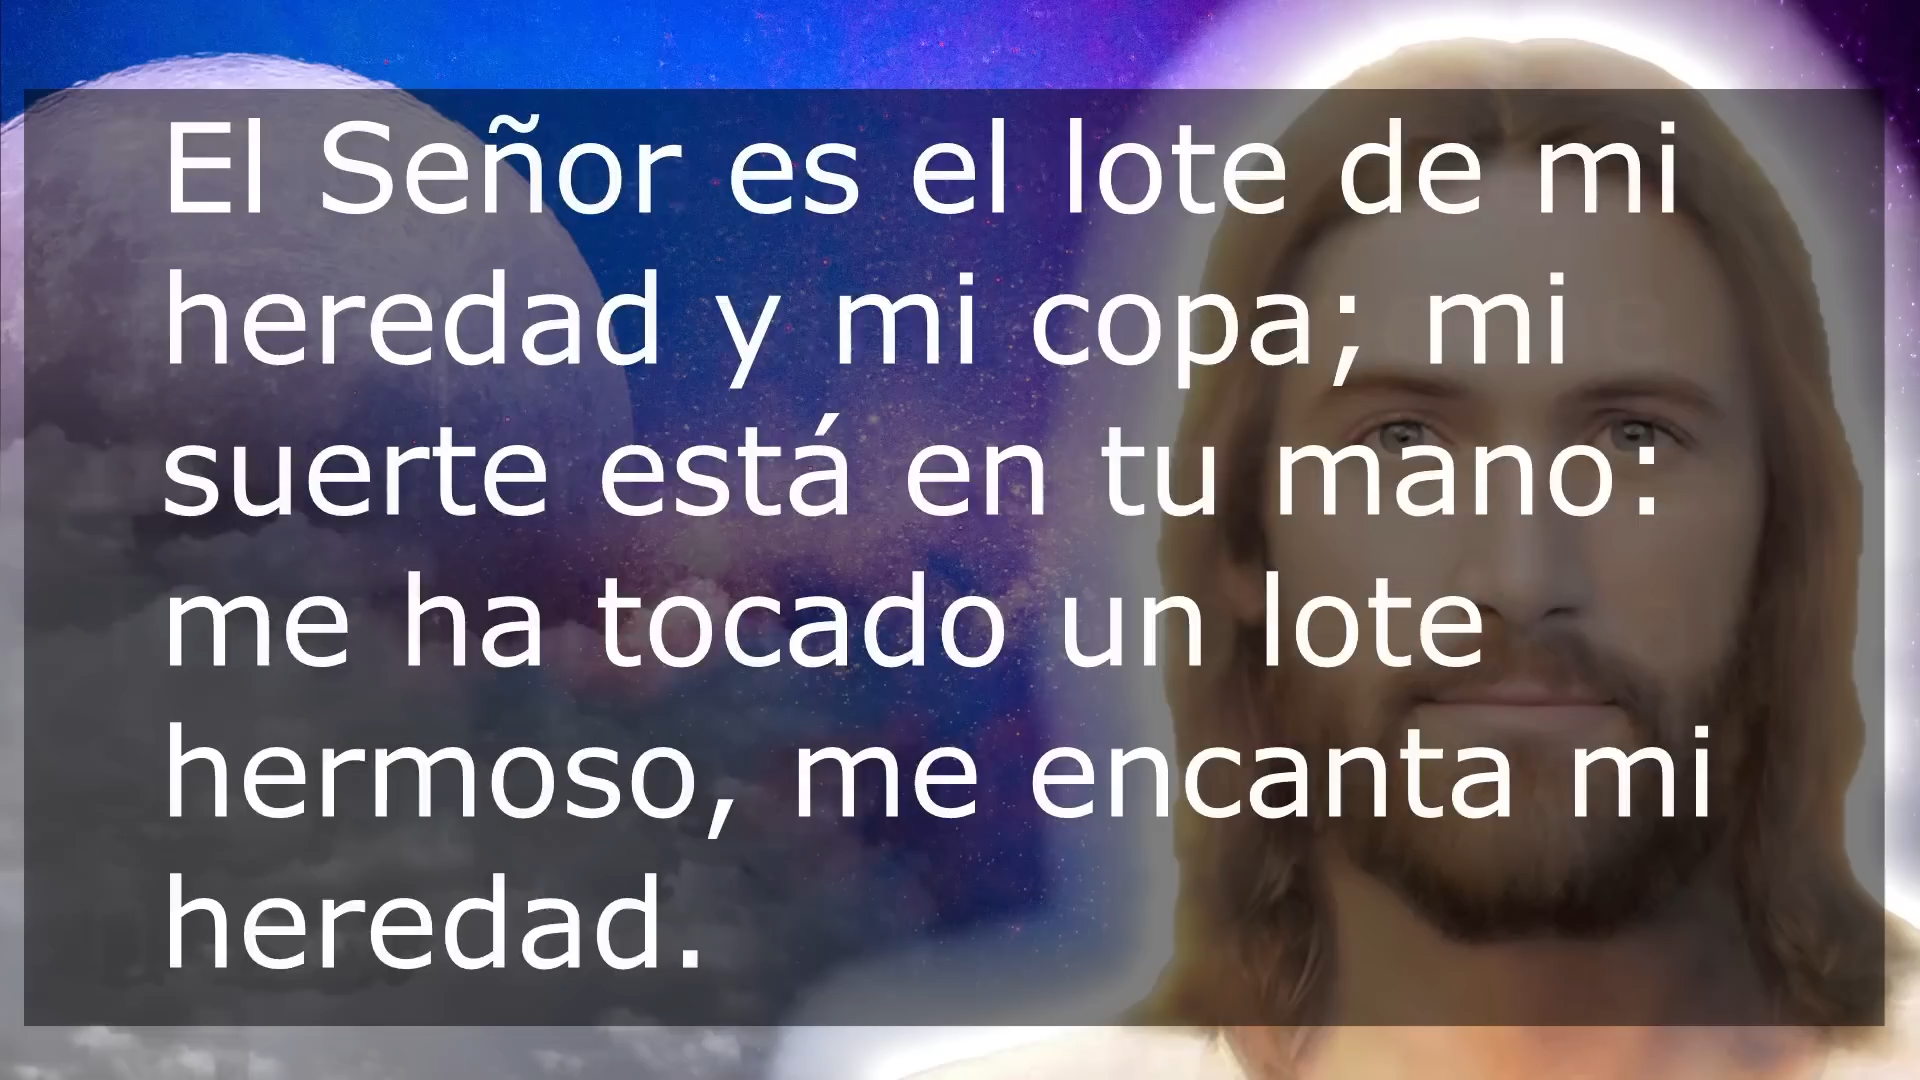 El Señor es el lote de mi
heredad y mi copa; mi
suerte está en tu mano:
me ha tocado un lote
hermoso, me encanta mi
heredad.